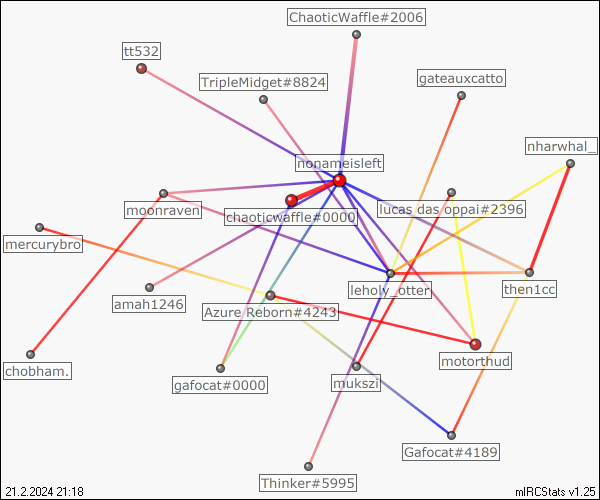 ChaoticWaffle#2006
tt532
TripleMidget#8824
gateauxcatto
nharwhal_
nonameisleft
moonraven
chaoticwaffle#0000
lucas das oppai#2396
mercurybro
amah1246
leholy_otter
then1cc
Azure Reborn#4243
motorthud
chobham.
gafocat#0000
mukszi
Gafocat#4189
Thinker#5995
21.2.2024 21:18
mIRCStats v1.25